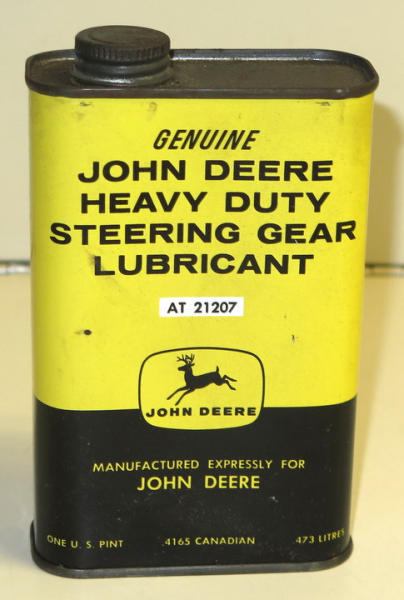 GENUINE
JOHN DEERE
HEAVY DUTY
STEERING GEAR
LUBRICANT
AT 21207
JOHN DEERE
MANUFACTURED EXPRESSLY FOR
JOHN DEERE
ONE U. S. PINT .4165 CANADIAN 473 LITRES